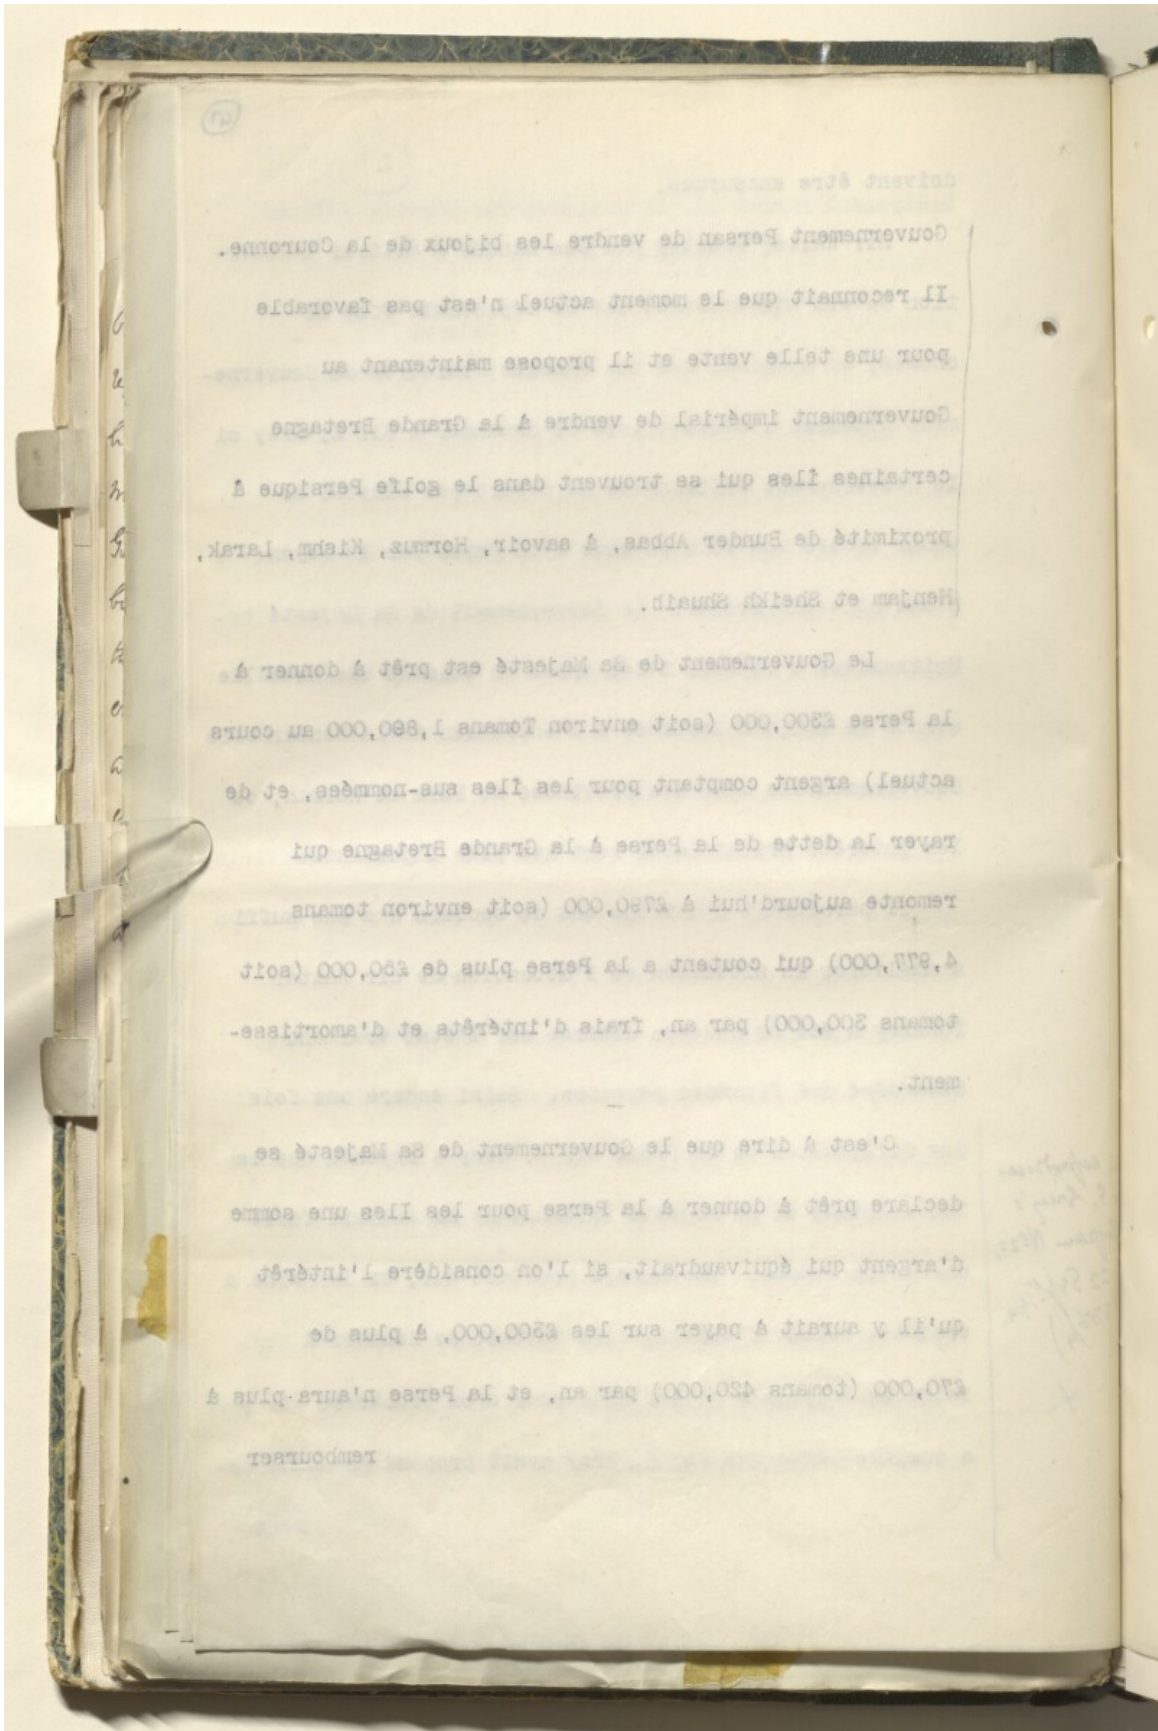 Gouvernement Persan de vendre les bijoux de la Couronne.
Il reconnait que le moment actuel n'est pas favorable
pour une telle vente et il propose maintenant au
Gouvernement impérial de vendre à la Grande Bretagne
certaines îles qui se trouvent dans le golfe Persique à
proximité de Bunder Abbas, à savoir, Hormuz, Kishm, Larak,
Henjam et Sheikh Shuaib.
Le Gouvernement de Sa Majesté est prêt à donner à
la Perse £300,000 (soit environ Tomans 1,890,000 au cours
actuel) argent comptant pour les îles sus-nommées, et de
rayer la dette de la Perse à la Grande Bretagne qui
remonte aujourd'hui à £790,000 (soit environ tomans
4,977,000) qui coutent a la Perse plus de £50,000 (soit
tomans 300,000) par an, frais d'intérêts et d'amortisse-
ment.
C'est à dire que le Gouvernement de Sa Majesté se
declare prêt à donner à la Perse pour les Iles une somme
d'argent qui équivaudrait, si l'on considère l'intérêt
qu'il y aurait à payer sur les £300,000, à plus de
£70,000 (tomans 420,000) par an, et la Perse n'aura plus à
rembourser